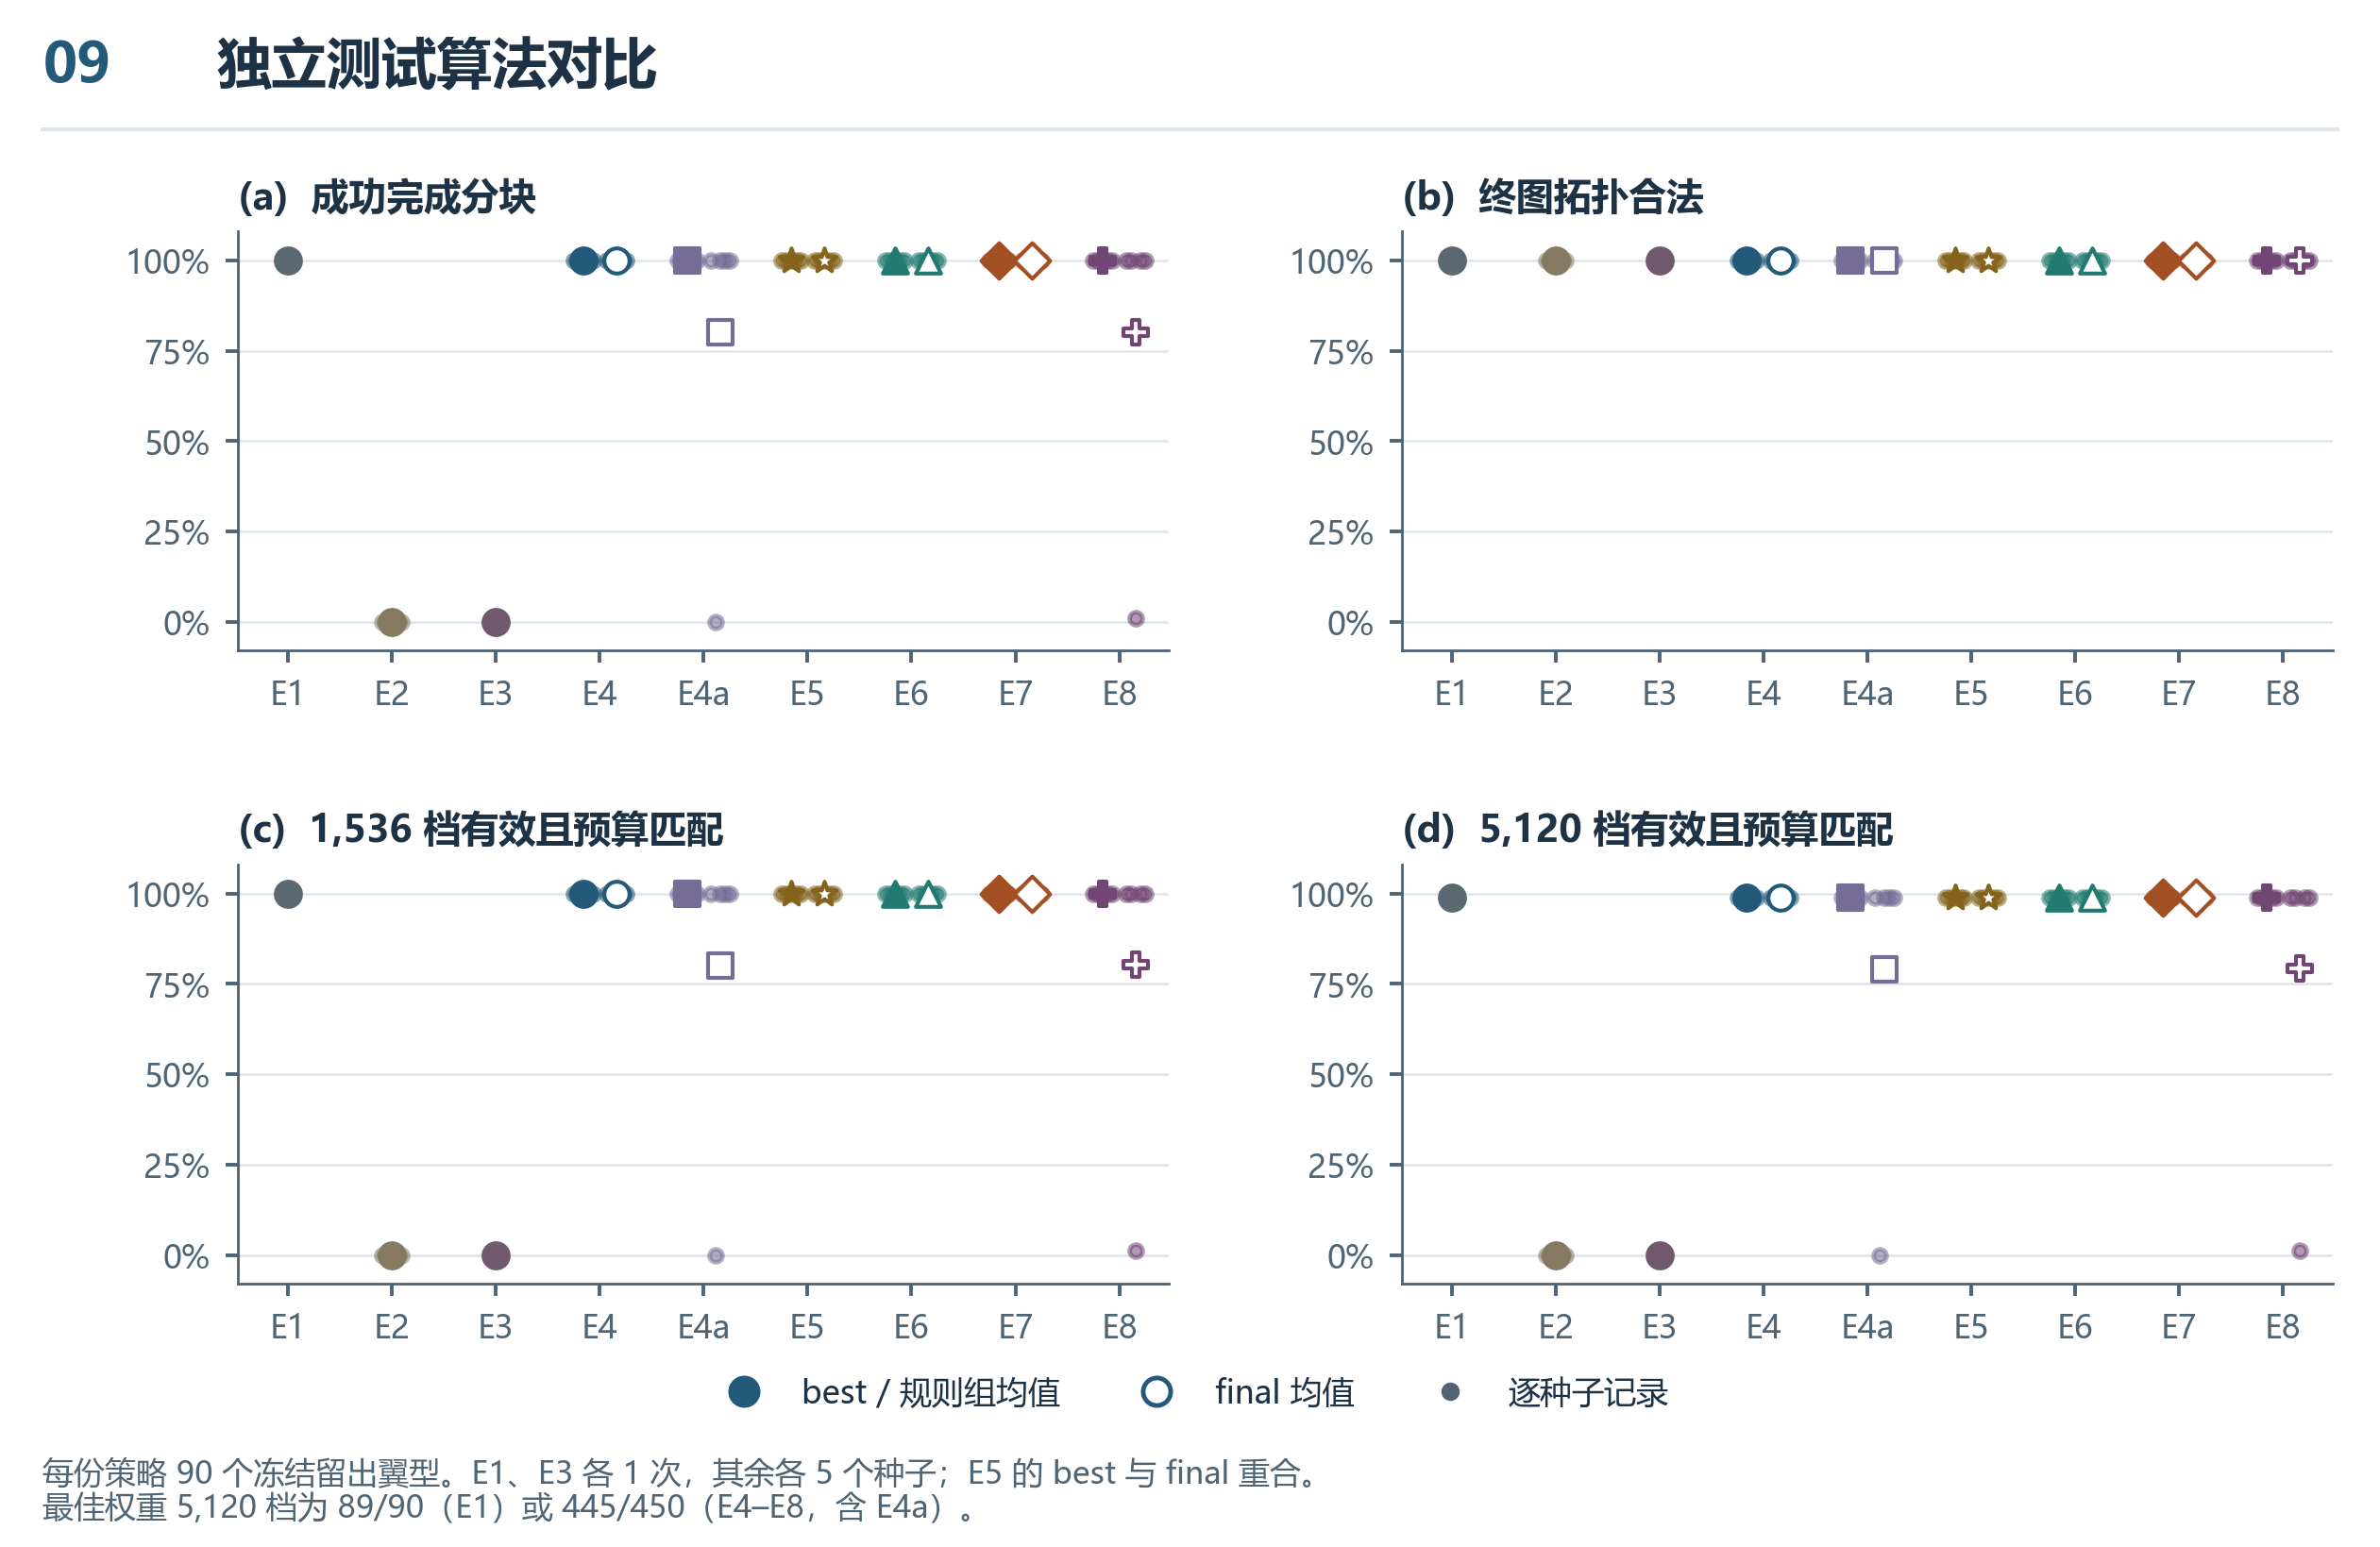 09 独立测试算法对比
(a) 成功完成分块
100%
75%
50%
25%
0%
E1 E2 E3 E4 E4a E5 E6 E7 E8
(b) 终图拓扑合法
100%
75%
50%
25%
0%
E1 E2 E3 E4 E4a E5 E6 E7 E8
(c) 1,536 档有效且预算匹配
100%
75%
50%
25%
0%
E1 E2 E3 E4 E4a E5 E6 E7 E8
(d) 5,120 档有效且预算匹配
100%
75%
50%
25%
0%
E1 E2 E3 E4 E4a E5 E6 E7 E8
best / 规则组均值 final 均值 逐种子记录
每份策略 90 个冻结留出翼型。E1、E3 各 1 次，其余各 5 个种子；E5 的 best 与 final 重合。
最佳权重 5,120 档为 89/90（E1）或 445/450（E4–E8，含 E4a）。